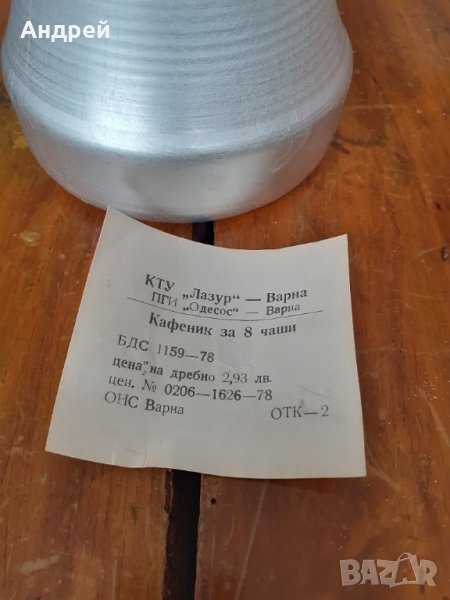 Андрей
КТУ „Лазур“ — Варна
ПГИ „Одесос“ — Варна
Кафеник за 8 чаши
БДС 1159—78
цена на дребно 2,93 лв.
цен. № 0206—1626—78
ОНС Варна ОТК—2
BAZAR